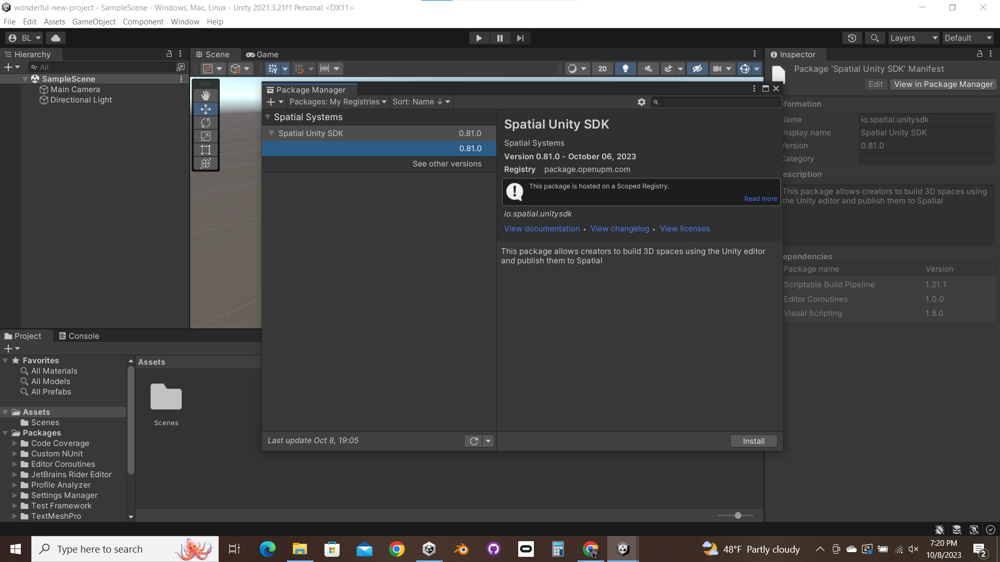 wonderful-new-project - SampleScene - Windows, Mac, Linux - Unity 2021.3.21f1 Personal <DX11>
File Edit Assets GameObject Component Window Help
BL
Layers
Default
Hierarchy
All
SampleScene
Main Camera
Directional Light
Scene
Game
2D
Package Manager
Packages: My Registries
Sort: Name ↓
Spatial Systems
Spatial Unity SDK 0.81.0
0.81.0
See other versions
Last update Oct 8, 19:05
Spatial Unity SDK
Spatial Systems
Version 0.81.0 - October 06, 2023
Registry package.openupm.com
This package is hosted on a Scoped Registry.
Read more
io.spatial.unitysdk
View documentation • View changelog • View licenses
This package allows creators to build 3D spaces using the Unity editor
and publish them to Spatial
Install
Inspector
Package 'Spatial Unity SDK' Manifest
Edit
View in Package Manager
nformation
Name io.spatial.unitysdk
Display name Spatial Unity SDK
Version 0.81.0
Category
escription
This package allows creators to build 3D spaces using
the Unity editor and publish them to Spatial
ependencies
Package name Version
Scriptable Build Pipeline 1.21.1
Editor Coroutines 1.0.0
Visual Scripting 1.8.0
Project
Console
Favorites
All Materials
All Models
All Prefabs
Assets
Scenes
Packages
Code Coverage
Custom NUnit
Editor Coroutines
JetBrains Rider Editor
Profile Analyzer
Settings Manager
Test Framework
TextMeshPro
Assets
Scenes
Type here to search
48°F Partly cloudy
7:20 PM
10/8/2023
2